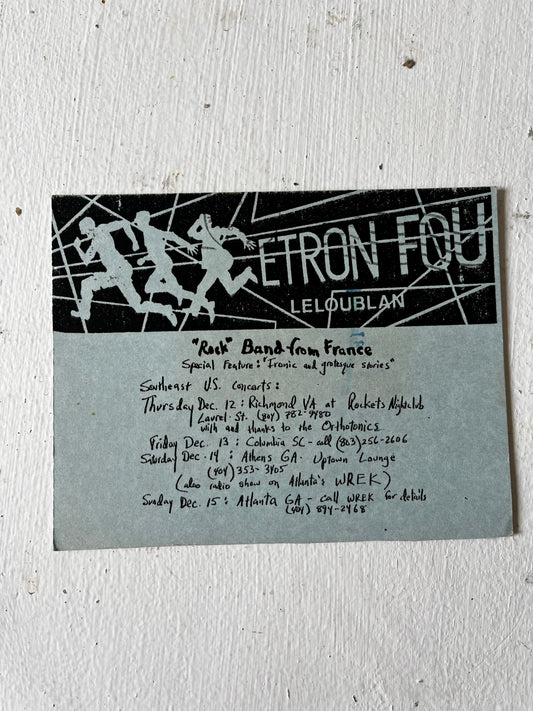 ETRON FOU
LELOUBLAN
"Rock" Band from France
Special Feature: "Ironic and grotesque stories"
Southeast U.S. Concerts:
Thursday Dec. 12: Richmond VA at Rockets Nightclub
Laurel St. (804) 782-9480
with and thanks to the Orthotonics
Friday Dec. 13: Columbia SC - call (803) 256-2606
Saturday Dec. 14: Athens GA. Uptown Lounge
(404) 353-3405
(also radio show on Atlanta's WREK)
Sunday Dec. 15: Atlanta GA - call WREK for details
(404) 894-2468